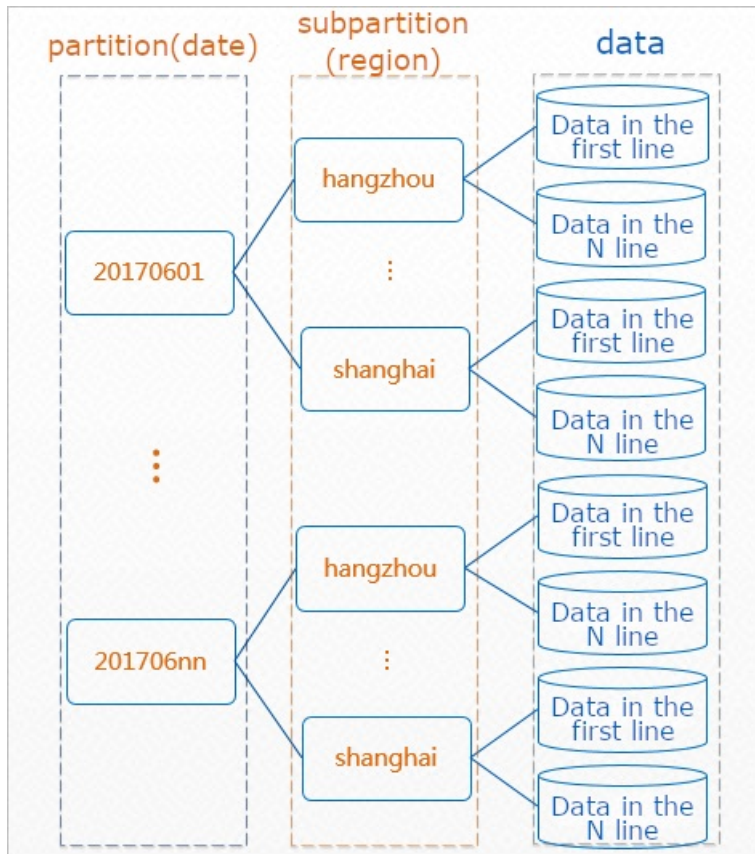 partition(date)
subpartition
(region)
data
20170601
hangzhou
Data in the
first line
Data in the
N line
⋮
shanghai
Data in the
first line
Data in the
N line
⋮
201706nn
hangzhou
Data in the
first line
Data in the
N line
⋮
shanghai
Data in the
first line
Data in the
N line